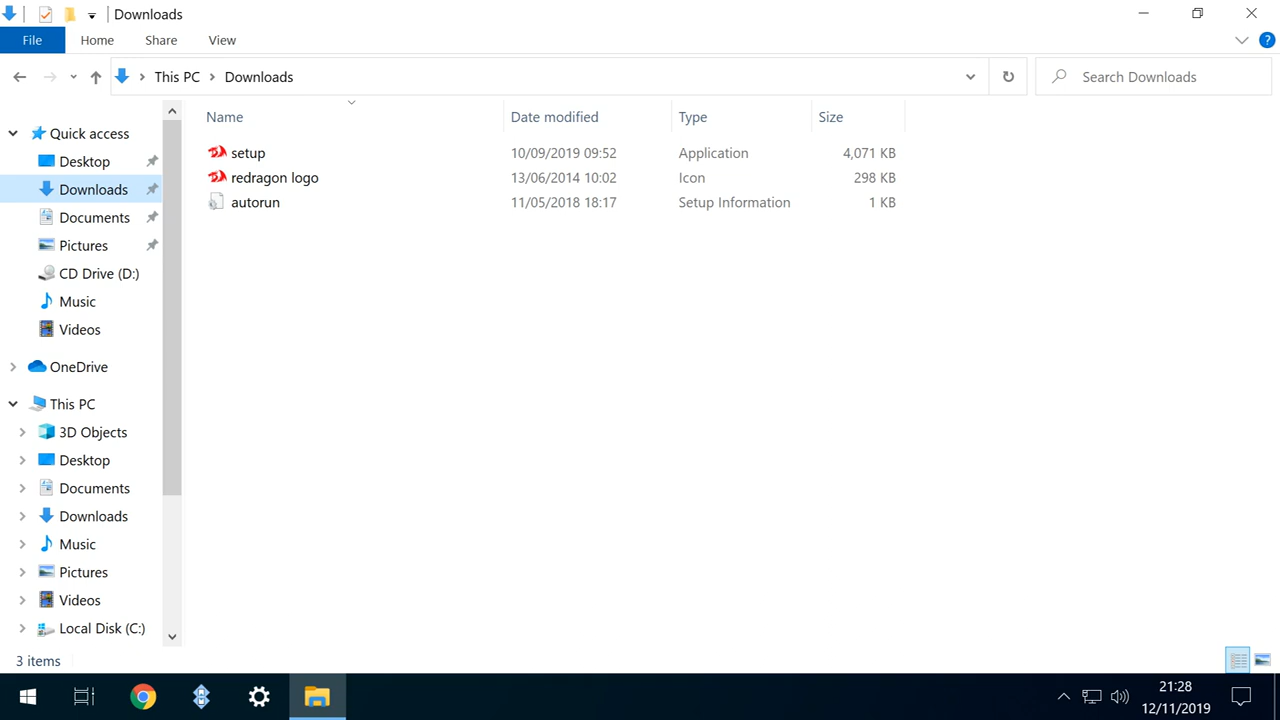 Downloads
File Home Share View
This PC Downloads Search Downloads
Name Date modified Type Size
Quick access
Desktop
Downloads
Documents
Pictures
CD Drive (D:)
Music
Videos
OneDrive
This PC
3D Objects
Desktop
Documents
Downloads
Music
Pictures
Videos
Local Disk (C:)
setup 10/09/2019 09:52 Application 4,071 KB
redragon logo 13/06/2014 10:02 Icon 298 KB
autorun 11/05/2018 18:17 Setup Information 1 KB
3 items
21:28
12/11/2019